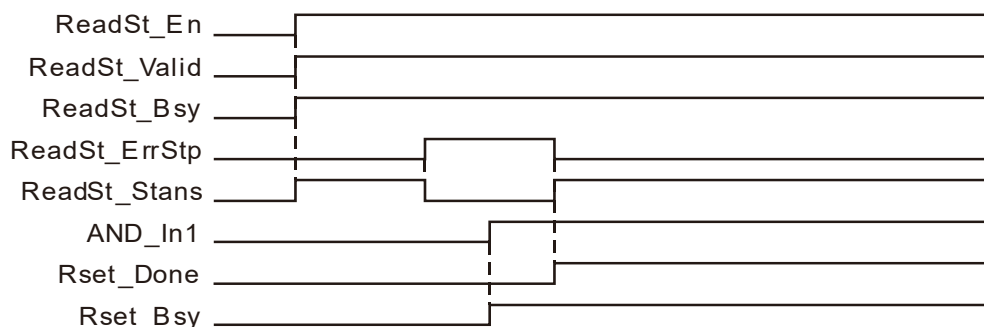 ReadSt_En
ReadSt_Valid
ReadSt_Bsy
ReadSt_ErrStp
ReadSt_Stans
AND_In1
Rset_Done
Rset_Bsy